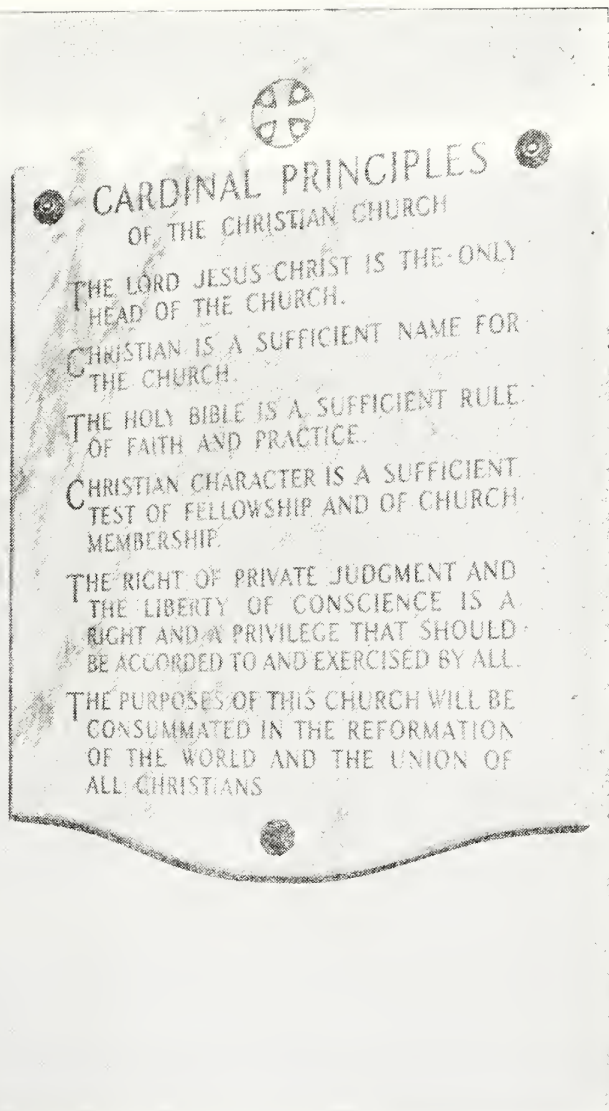 CARDINAL PRINCIPLES
OF THE CHRISTIAN CHURCH
THE LORD JESUS CHRIST IS THE ONLY
HEAD OF THE CHURCH.
CHRISTIAN IS A SUFFICIENT NAME FOR
THE CHURCH.
THE HOLY BIBLE IS A SUFFICIENT RULE
OF FAITH AND PRACTICE.
CHRISTIAN CHARACTER IS A SUFFICIENT
TEST OF FELLOWSHIP AND OF CHURCH
MEMBERSHIP.
THE RIGHT OF PRIVATE JUDGMENT AND
THE LIBERTY OF CONSCIENCE IS A
RIGHT AND A PRIVILEGE THAT SHOULD
BE ACCORDED TO AND EXERCISED BY ALL.
THE PURPOSES OF THIS CHURCH WILL BE
CONSUMMATED IN THE REFORMATION
OF THE WORLD AND THE UNION OF
ALL CHRISTIANS